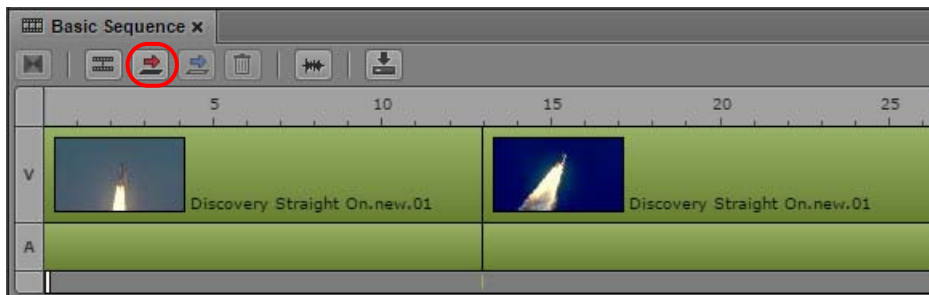 Basic Sequence x
5 10 15 20 25
V
Discovery Straight On.new.01 Discovery Straight On.new.01
A